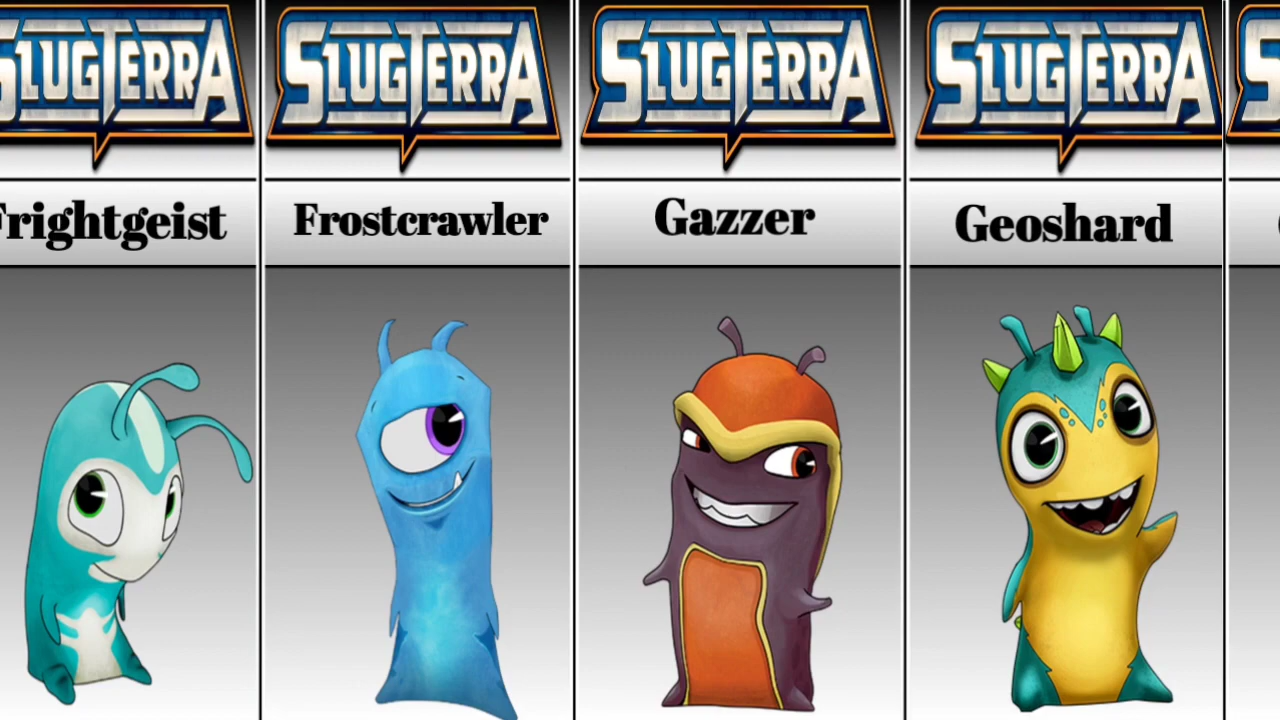 SLUGTERRA
SLUGTERRA
SLUGTERRA
SLUGTERRA
Frightgeist
Frostcrawler
Gazzer
Geoshard